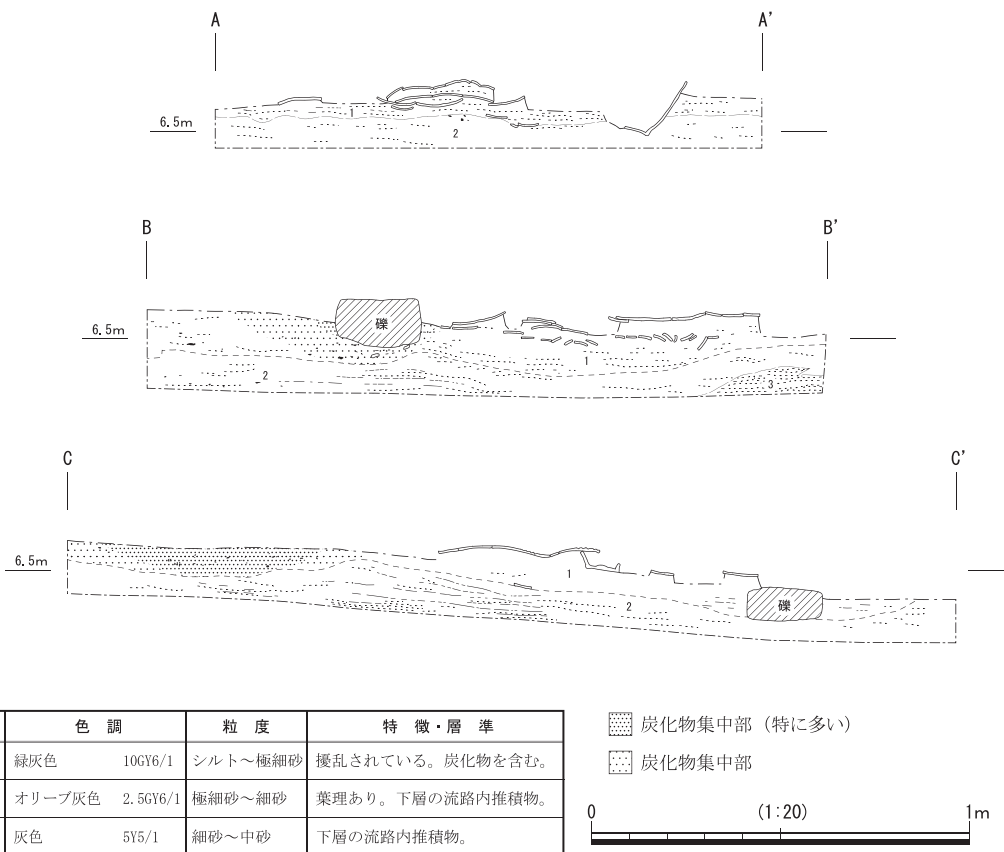 A A'
1
6.5m
2
B B'
礫
6.5m
1
2
3
C C'
6.5m
1
2
礫
色 調 粒 度 特 徴・層 準
緑灰色 10GY6/1 シルト～極細砂 擾乱されている。炭化物を含む。
オリーブ灰色 2.5GY6/1 極細砂～細砂 葉理あり。下層の流路内推積物。
灰色 5Y5/1 細砂～中砂 下層の流路内推積物。
炭化物集中部（特に多い）
炭化物集中部
0 (1:20) 1m